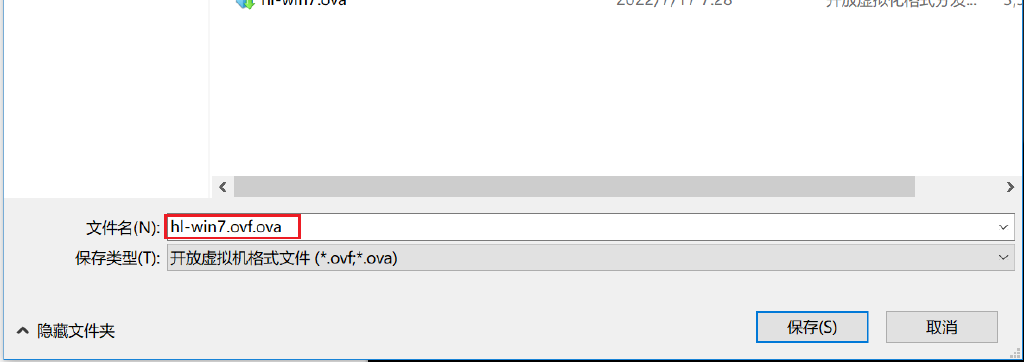 hl-win7.ova 2022/7/17 7:28 开放虚拟化格式分发...
文件名(N): hl-win7.ovf.ova
保存类型(T): 开放虚拟机格式文件 (*.ovf;*.ova)
隐藏文件夹 保存(S) 取消